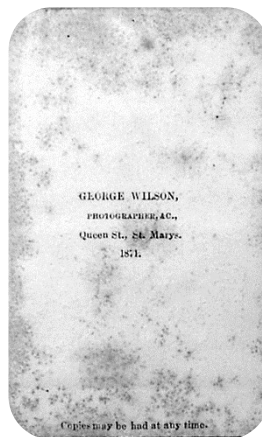 GEORGE WILSON,
PHOTOGRAPHER, &C.,
Queen St., St. Marys.
1871.
Copies may be had at any time.